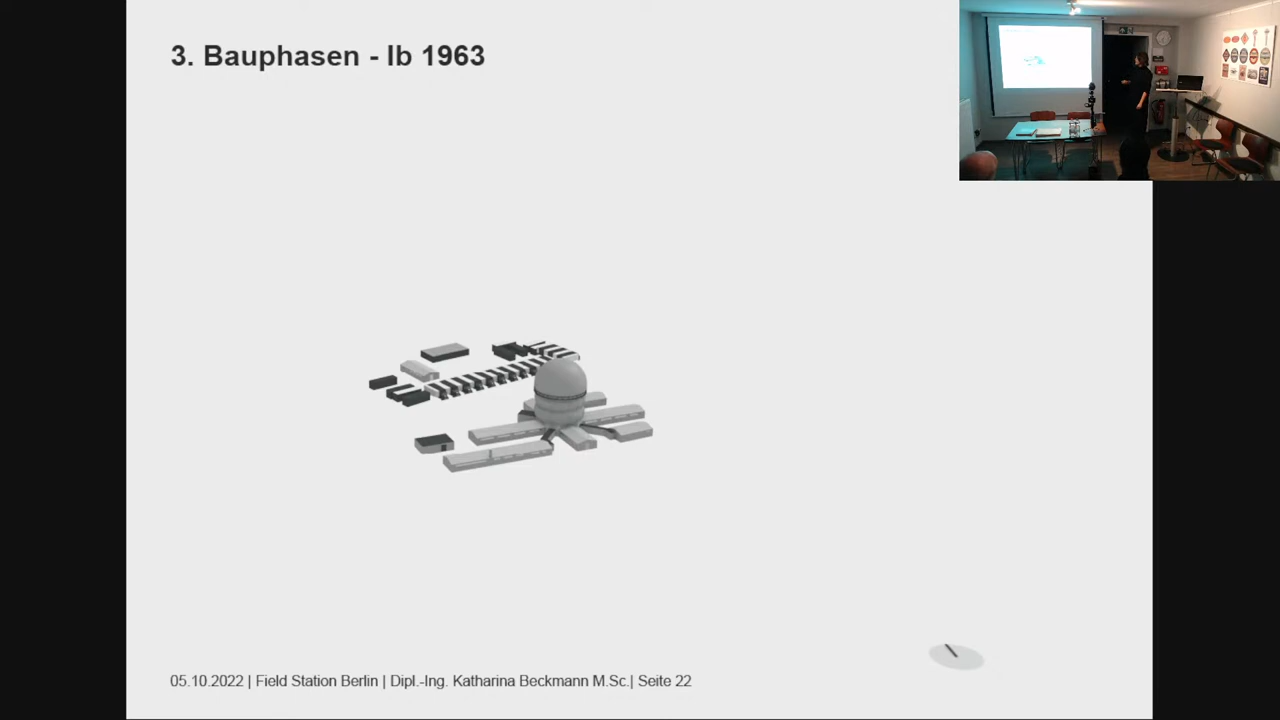 3. Bauphasen - Ib 1963
05.10.2022 | Field Station Berlin | Dipl.-Ing. Katharina Beckmann M.Sc.| Seite 22